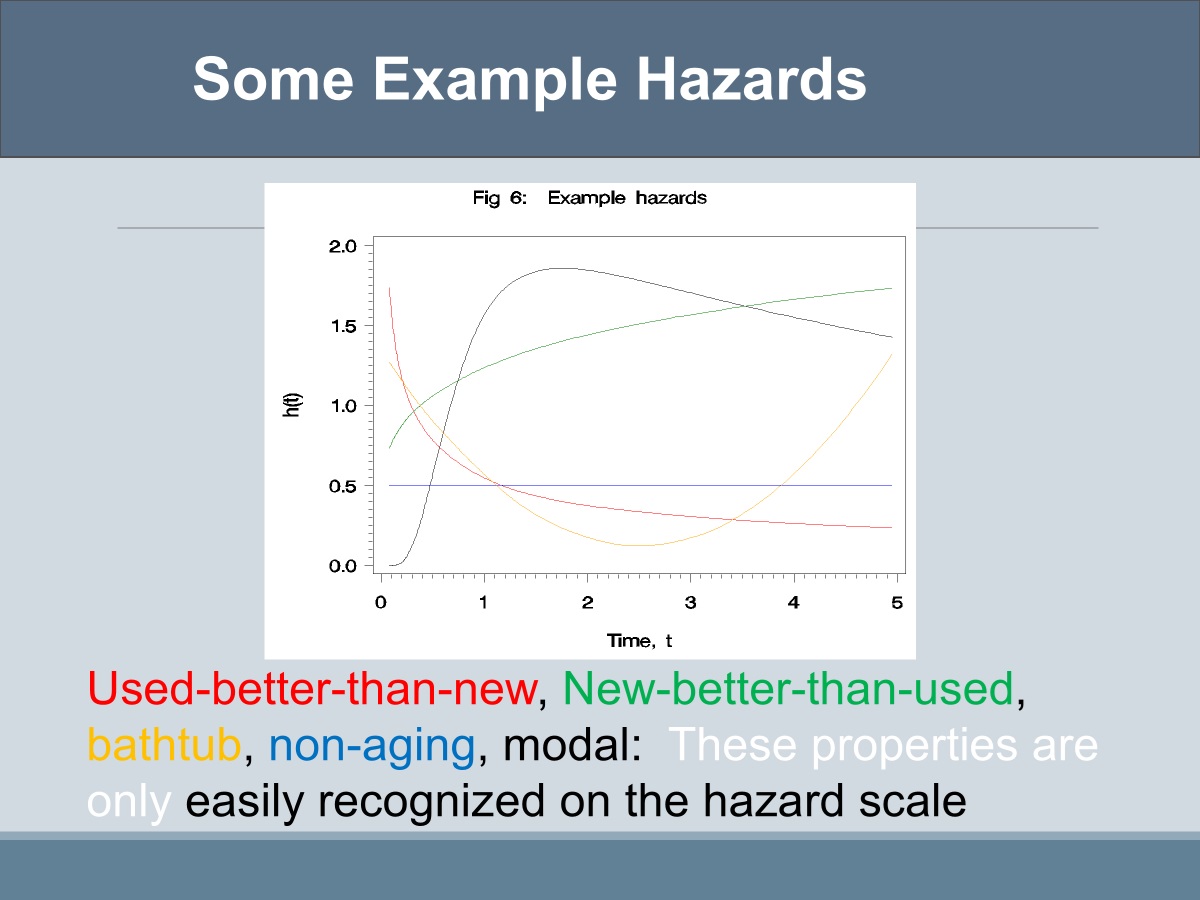 Some Example Hazards
Fig 6: Example hazards
2.0
1.5
1.0
0.5
0.0
h(t)
0 1 2 3 4 5
Time, t
Used-better-than-new, New-better-than-used,
bathtub, non-aging, modal: These properties are
only easily recognized on the hazard scale